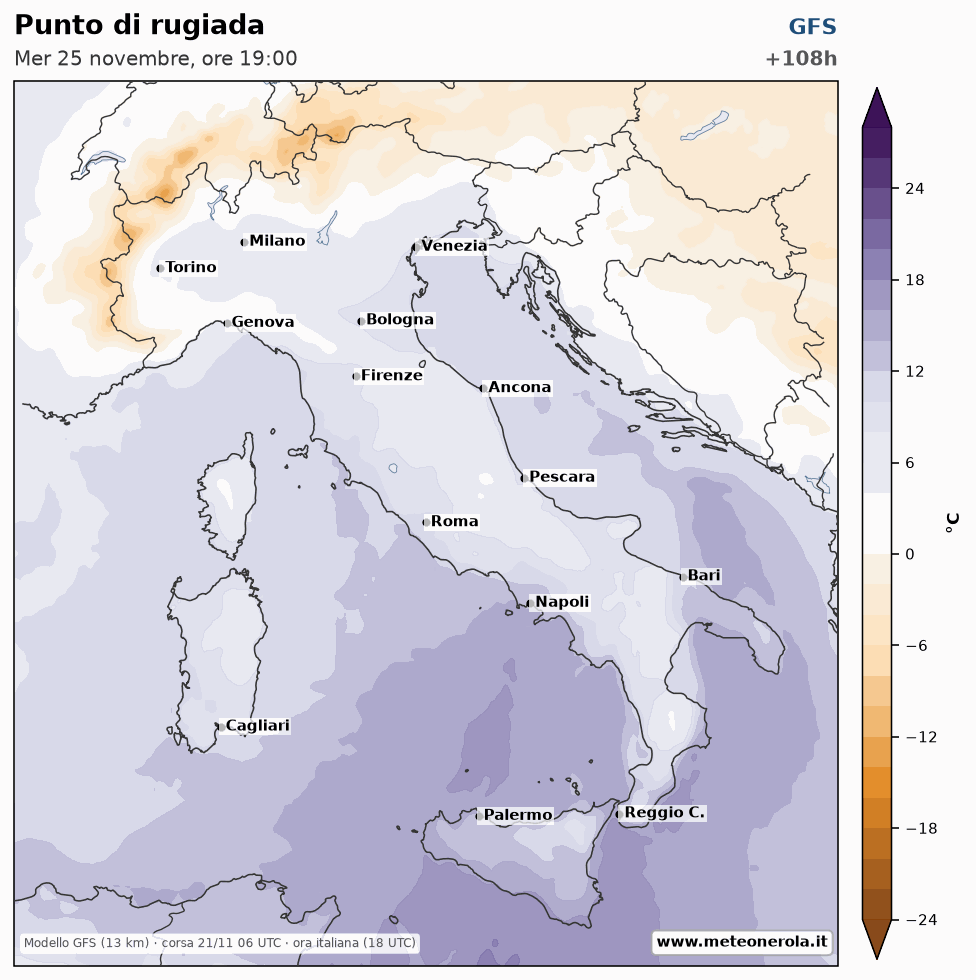 Punto di rugiada
GFS
Mer 25 novembre, ore 19:00
+108h
Milano
Venezia
Torino
Genova
Bologna
Firenze
Ancona
Pescara
Roma
Bari
Napoli
Cagliari
Palermo
Reggio C.
24
18
12
6
0
−6
−12
−18
−24
°C
Modello GFS (13 km) · corsa 21/11 06 UTC · ora italiana (18 UTC)
www.meteonerola.it